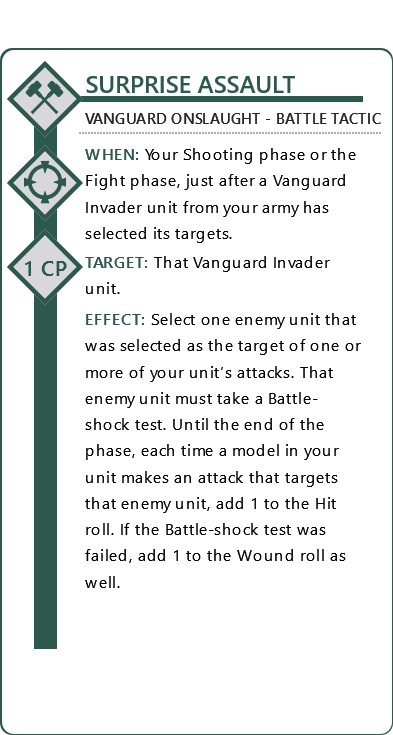 SURPRISE ASSAULT
VANGUARD ONSLAUGHT - BATTLE TACTIC
WHEN: Your Shooting phase or the
Fight phase, just after a Vanguard
Invader unit from your army has
selected its targets.
1 CP
TARGET: That Vanguard Invader
unit.
EFFECT: Select one enemy unit that
was selected as the target of one or
more of your unit's attacks. That
enemy unit must take a Battle-
shock test. Until the end of the
phase, each time a model in your
unit makes an attack that targets
that enemy unit, add 1 to the Hit
roll. If the Battle-shock test was
failed, add 1 to the Wound roll as
well.